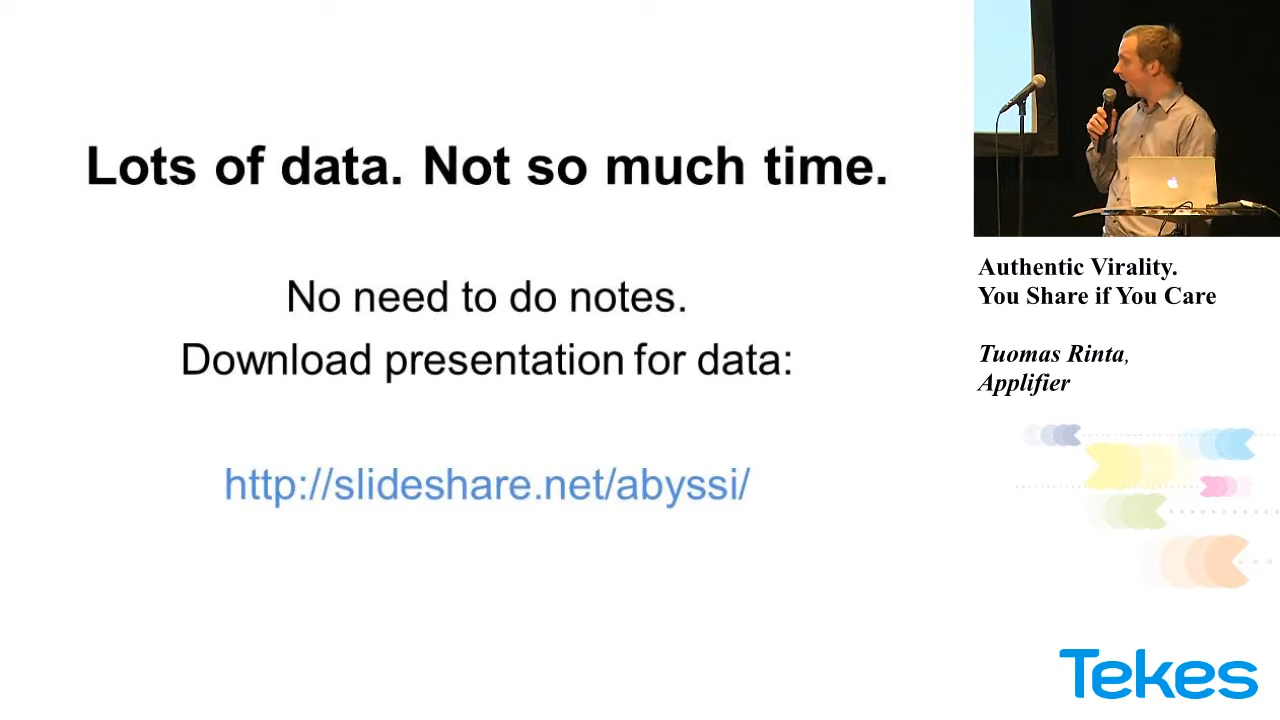 Lots of data. Not so much time.
No need to do notes.
Download presentation for data:
http://slideshare.net/abyssi/
Authentic Virality.
You Share if You Care
Tuomas Rinta,
Applifier
Tekes